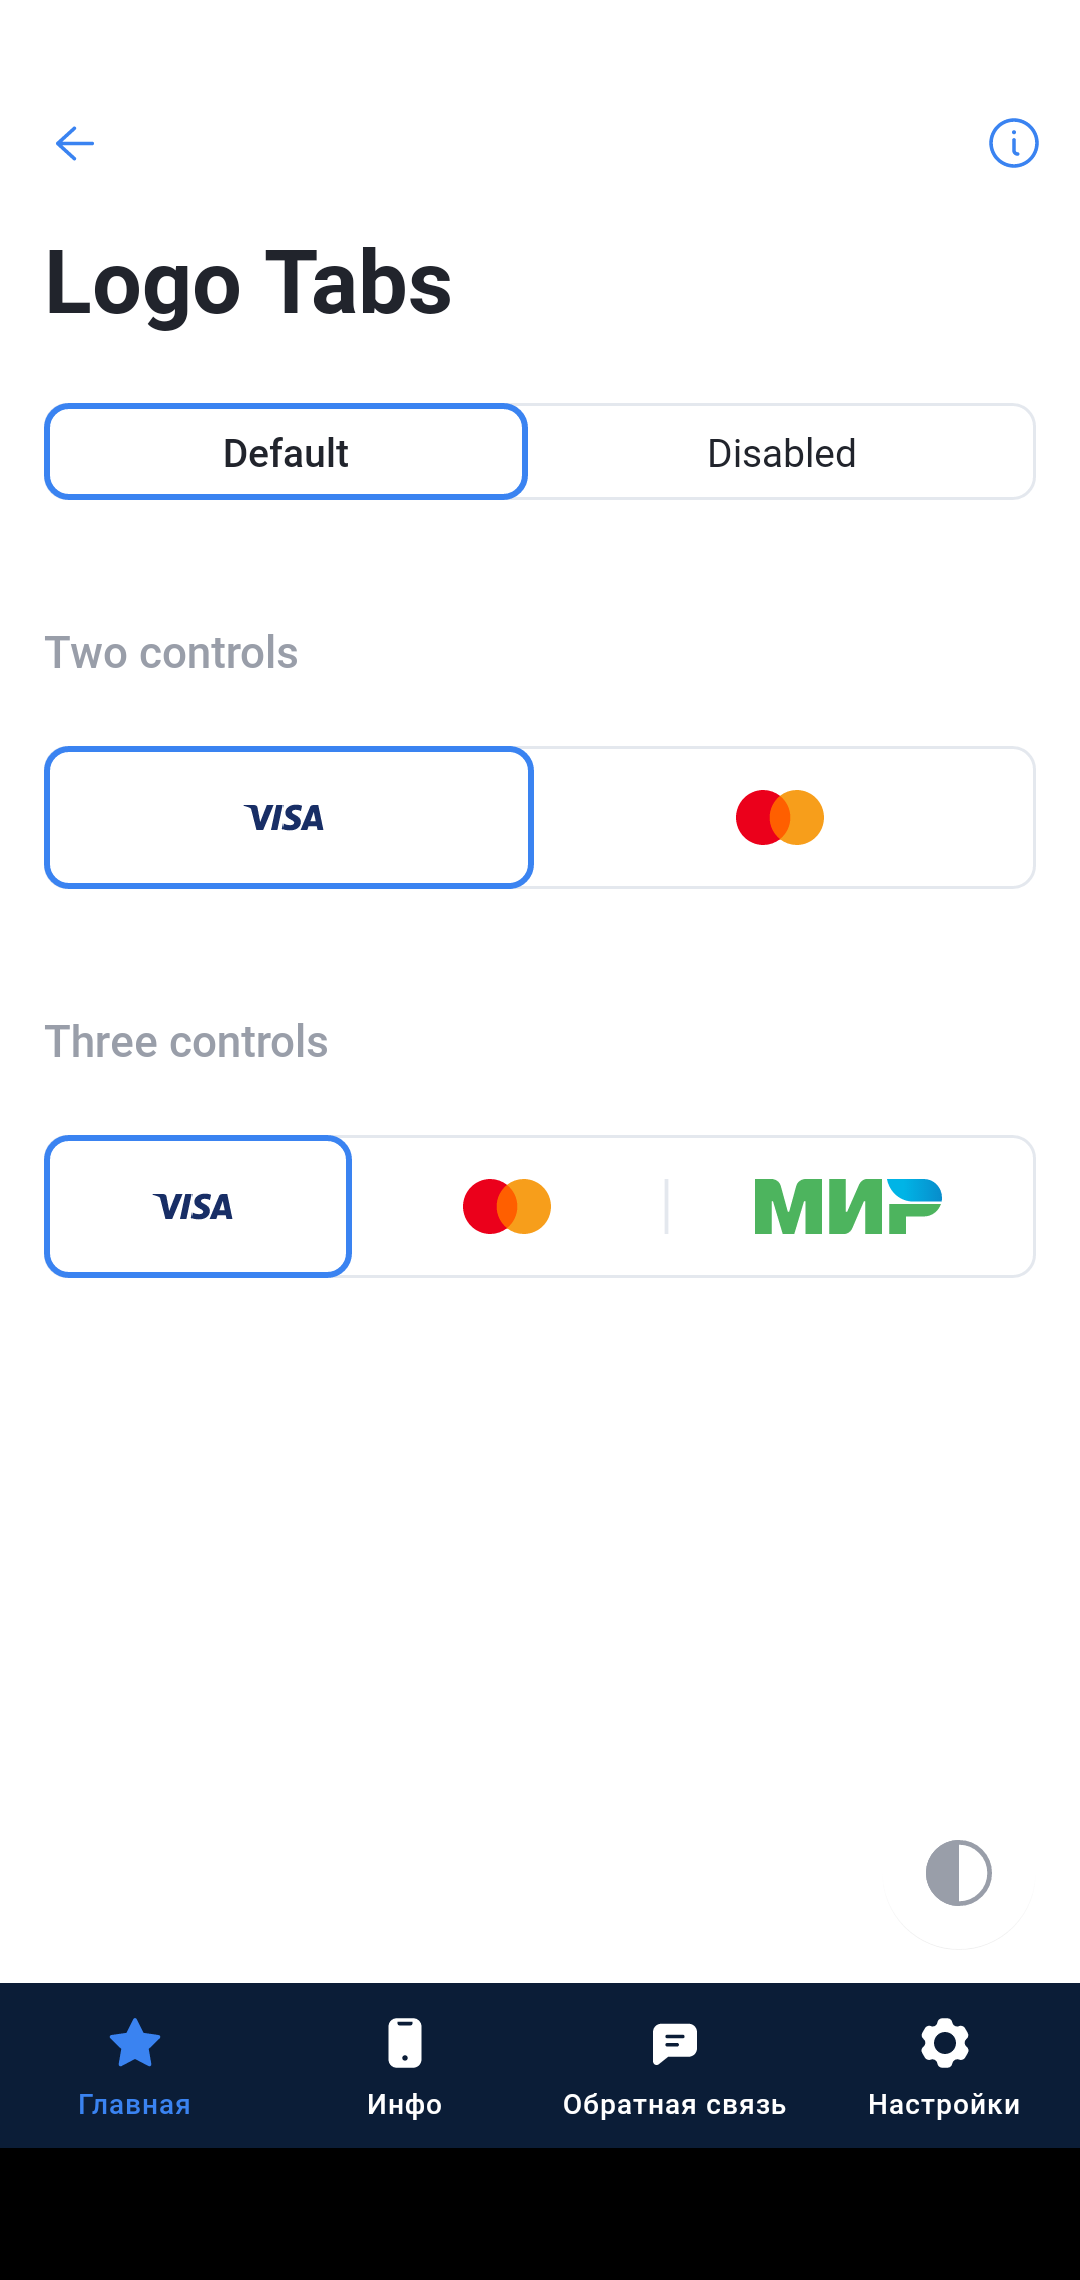 Logo Tabs
Default
Disabled
Two controls
VISA
Three controls
VISA
МИР
Главная
Инфо
Обратная связь
Настройки